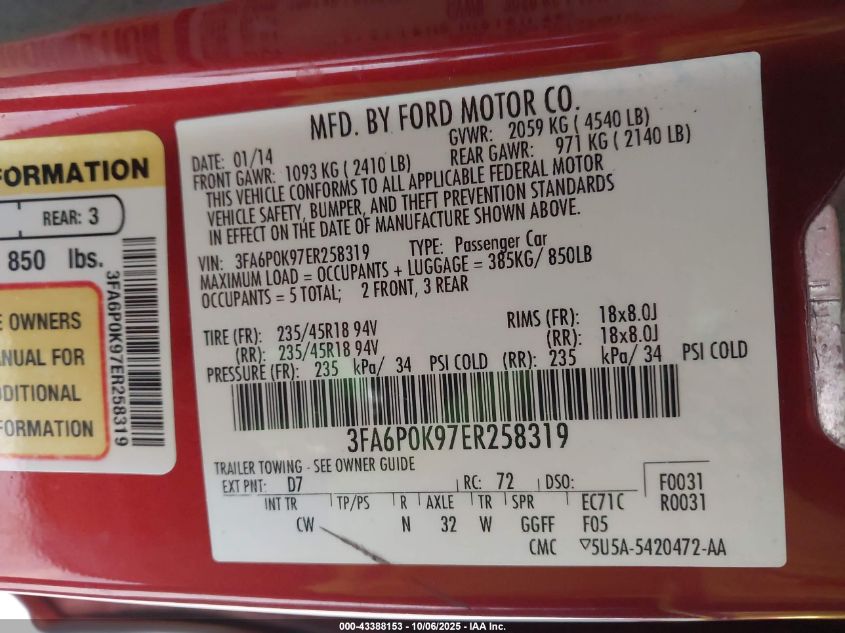 FORMATION
REAR: 3
850 lbs.
E OWNERS
ANUAL FOR
DDITIONAL
FORMATION
3FA6P0K97ER258319
MFD. BY FORD MOTOR CO.
DATE: 01/14 GVWR: 2059 KG ( 4540 LB)
FRONT GAWR: 1093 KG ( 2410 LB) REAR GAWR: 971 KG ( 2140 LB)
THIS VEHICLE CONFORMS TO ALL APPLICABLE FEDERAL MOTOR
VEHICLE SAFETY, BUMPER, AND THEFT PREVENTION STANDARDS
IN EFFECT ON THE DATE OF MANUFACTURE SHOWN ABOVE.
VIN: 3FA6P0K97ER258319 TYPE: Passenger Car
MAXIMUM LOAD = OCCUPANTS + LUGGAGE = 385KG/ 850LB
OCCUPANTS = 5 TOTAL; 2 FRONT, 3 REAR
TIRE (FR): 235/45R18 94V RIMS (FR): 18x8.0J
(RR): 235/45R18 94V (RR): 18x8.0J
PRESSURE (FR): 235 kPa/ 34 PSI COLD (RR): 235 kPa/ 34 PSI COLD
3FA6P0K97ER258319
TRAILER TOWING - SEE OWNER GUIDE
EXT PNT: D7 RC: 72 DSO: F0031
INT TR TP/PS R AXLE TR SPR EC71C R0031
CW N 32 W GGFF F05
CMC ▽5U5A-5420472-AA
000-43388153 - 10/06/2025 - IAA Inc.